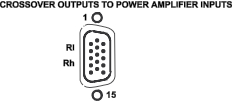 CROSSOVER OUTPUTS TO POWER AMPLIFIER INPUTS
1
Rl
Rh
15